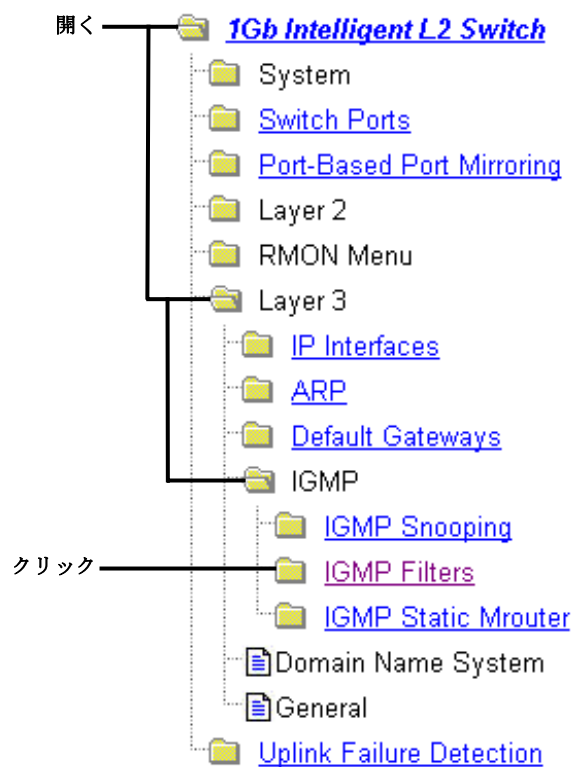 開く
1Gb Intelligent L2 Switch
System
Switch Ports
Port-Based Port Mirroring
Layer 2
RMON Menu
Layer 3
IP Interfaces
ARP
Default Gateways
IGMP
IGMP Snooping
クリック
IGMP Filters
IGMP Static Mrouter
Domain Name System
General
Uplink Failure Detection